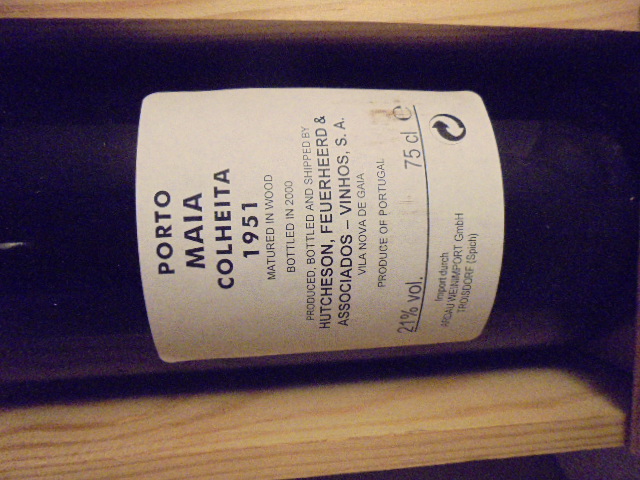 PORTO
MAIA
COLHEITA
1951
MATURED IN WOOD
BOTTLED IN 2000
PRODUCED, BOTTLED AND SHIPPED BY
HUTCHESON, FEUERHEERD &
ASSOCIADOS – VINHOS, S. A.
VILA NOVA DE GAIA
PRODUCE OF PORTUGAL
21% vol. 75 cl e
Import durch
WEINIMPORT GmbH
TROISDORF (Spich)